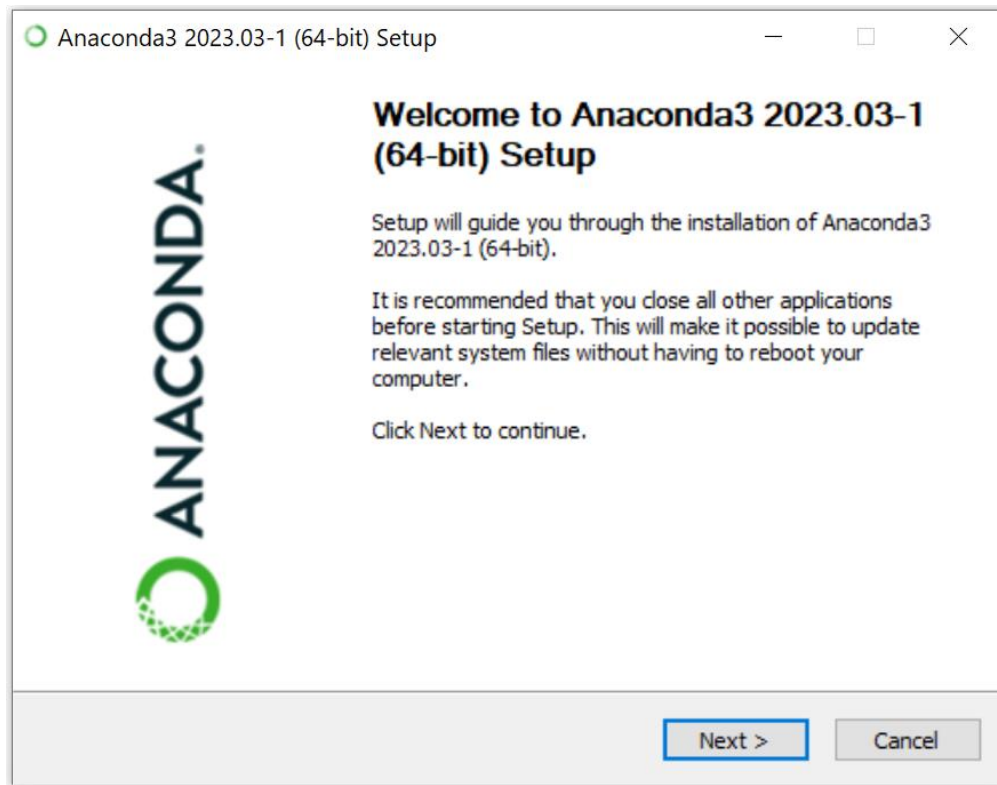 Anaconda3 2023.03-1 (64-bit) Setup
Welcome to Anaconda3 2023.03-1
(64-bit) Setup
Setup will guide you through the installation of Anaconda3
2023.03-1 (64-bit).
It is recommended that you close all other applications
before starting Setup. This will make it possible to update
relevant system files without having to reboot your
computer.
Click Next to continue.
ANACONDA.
Next >
Cancel